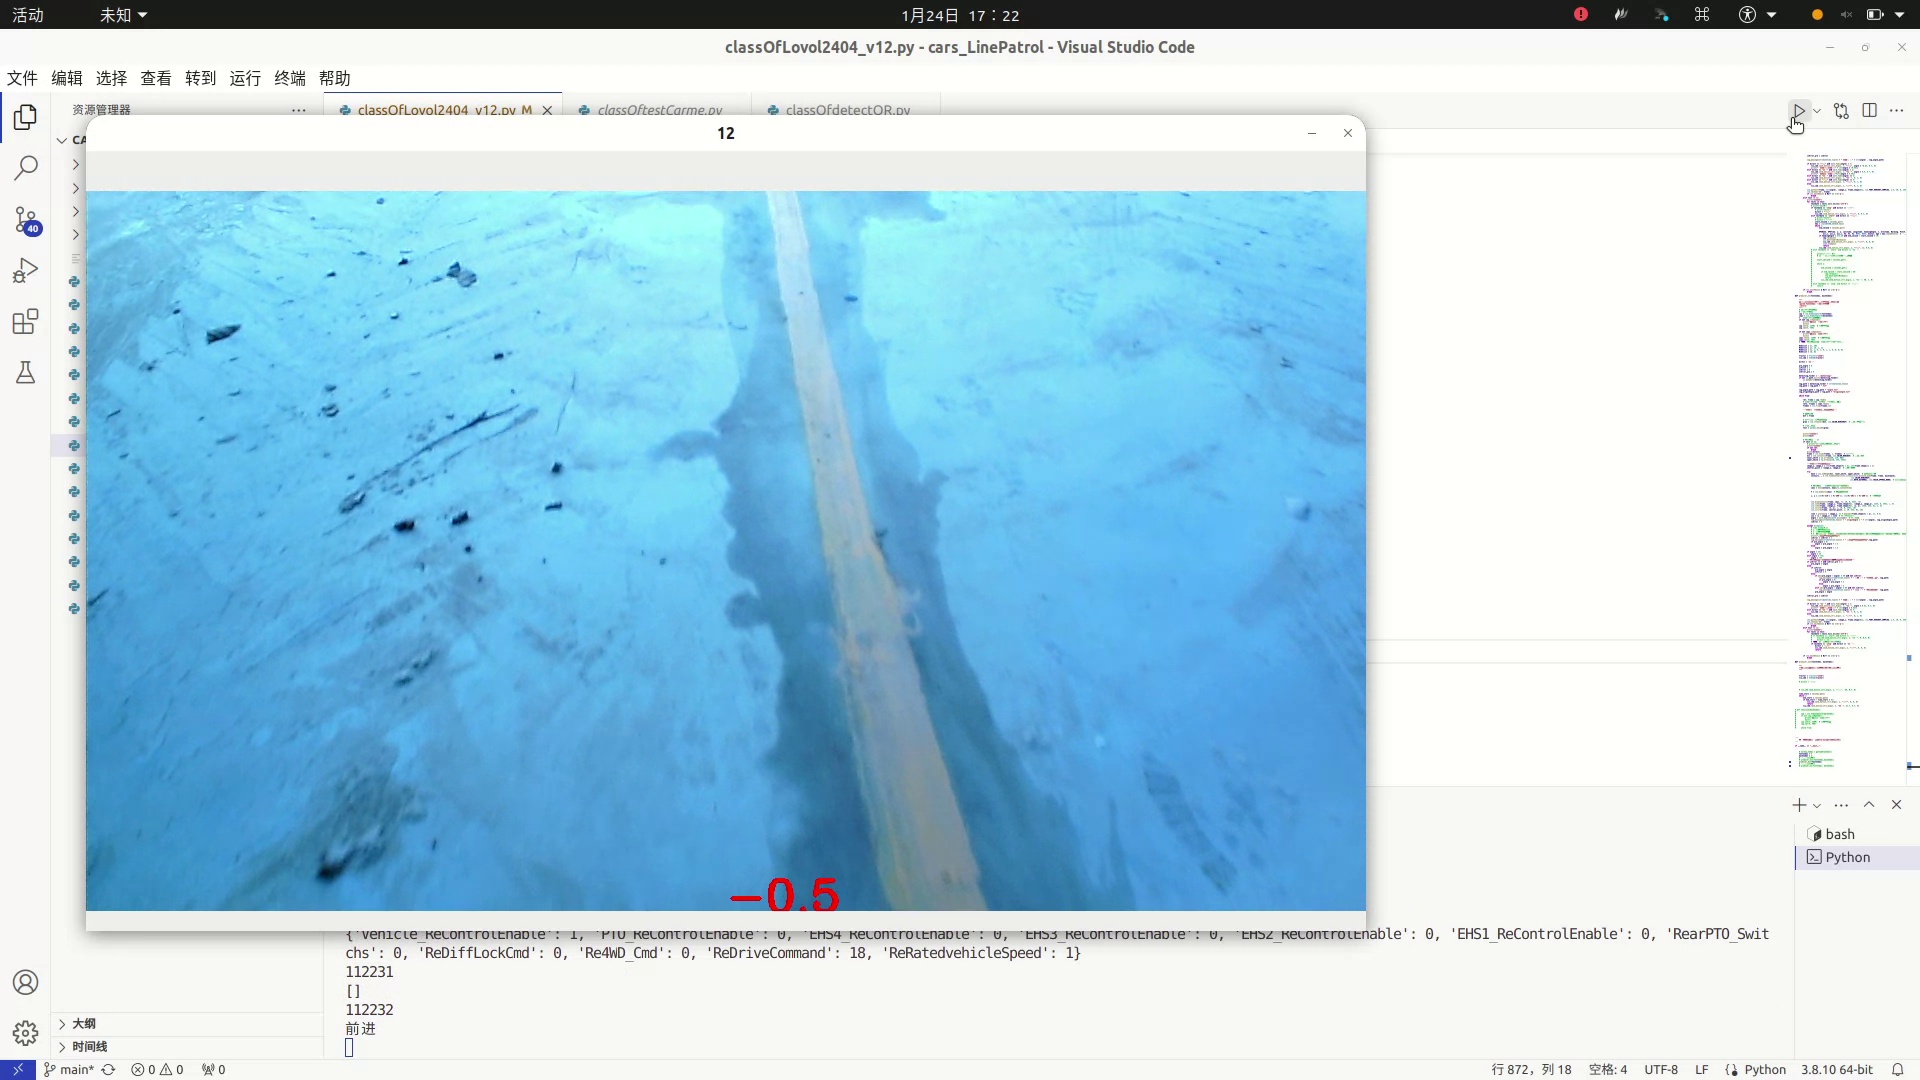 活动
未知
1月24日 17：22
classOfLovol2404_v12.py - cars_LinePatrol - Visual Studio Code
文件 编辑 选择 查看 转到 运行 终端 帮助
资源管理器
classOfLovol2404_v12.py M
classOftestCarme.py
classOfdetectQR.py
CA
12
40
-0.5
bash
Python
{'Vehicle_ReControlEnable': 1, 'PTO_ReControlEnable': 0, 'EHS4_ReControlEnable': 0, 'EHS3_ReControlEnable': 0, 'EHS2_ReControlEnable': 0, 'EHS1_ReControlEnable': 0, 'RearPTO_Swit
chs': 0, 'ReDiffLockCmd': 0, 'Re4WD_Cmd': 0, 'ReDriveCommand': 18, 'ReRatedvehicleSpeed': 1}
112231
[]
112232
前进
大纲
时间线
main* 0 0 0
行 872，列 18 空格: 4 UTF-8 LF Python 3.8.10 64-bit